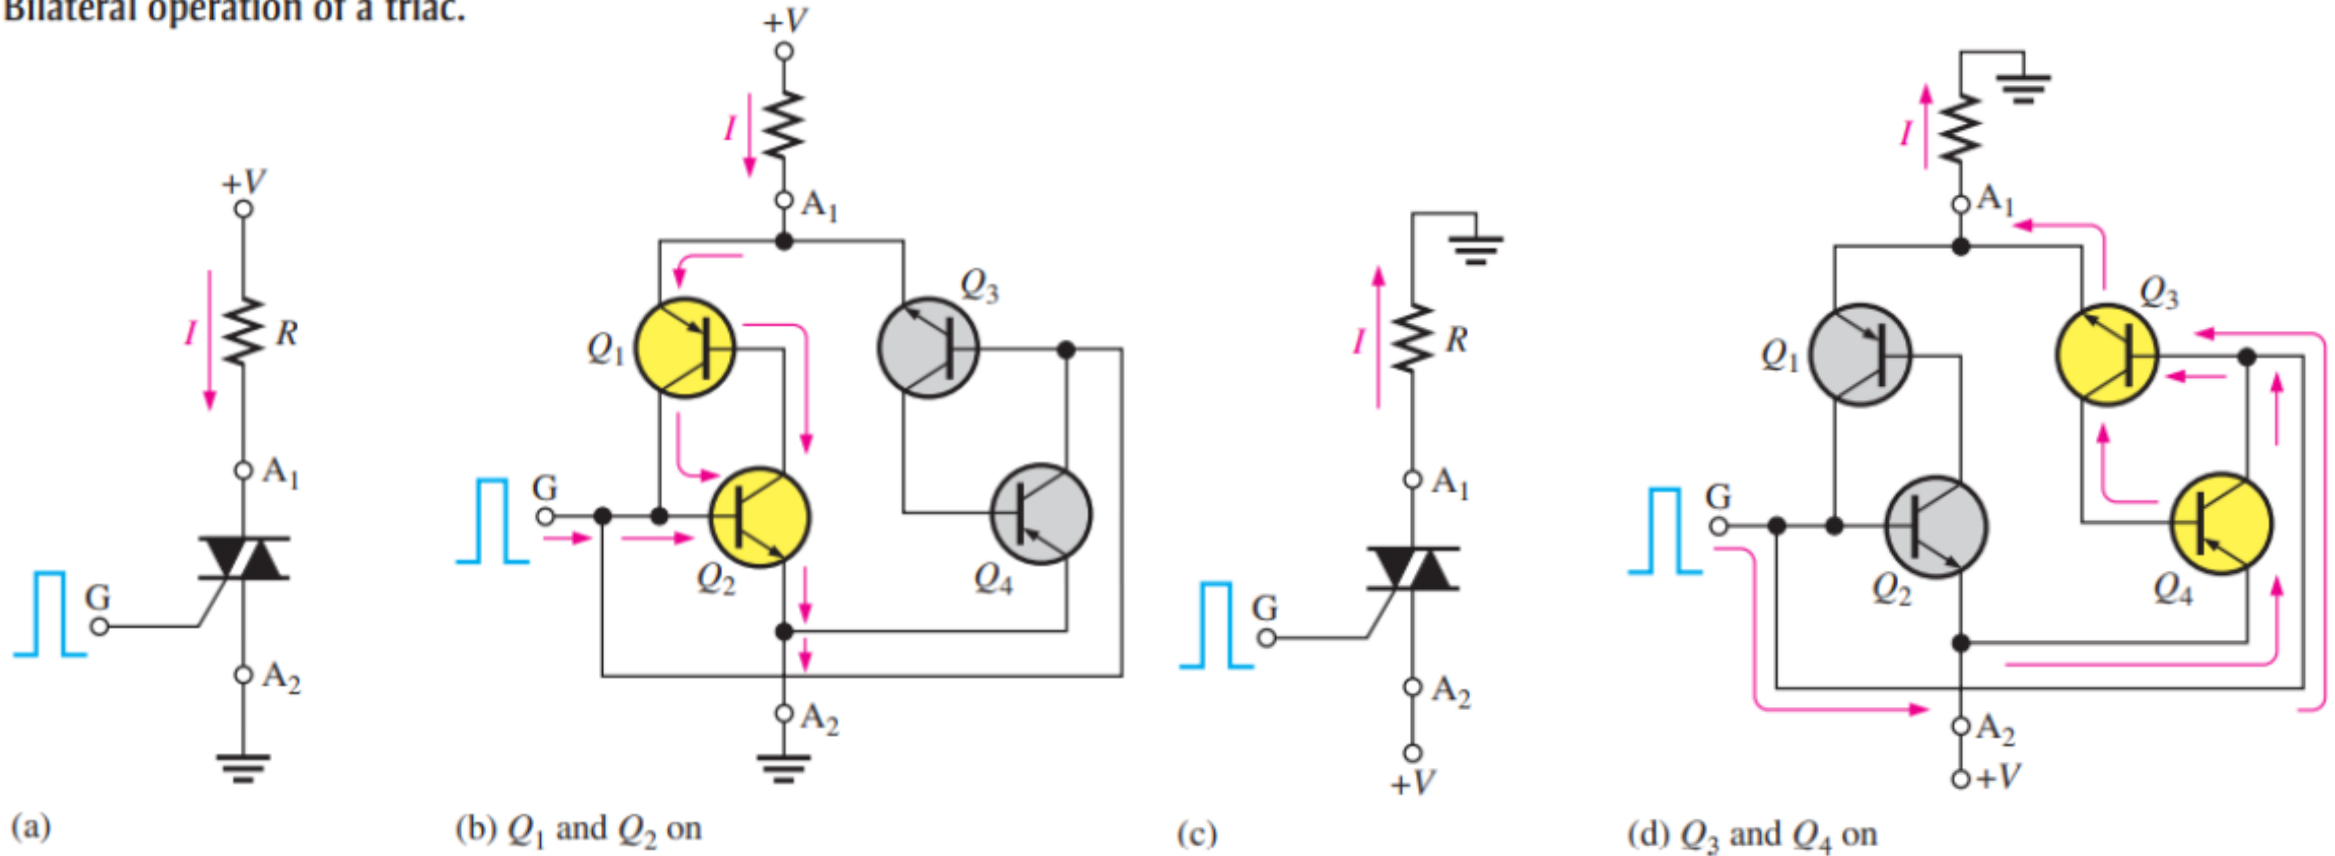 Bilateral operation of a triac.
+V
I
R
A1
G
A2
(a)
+V
I
A1
Q3
Q1
G
Q2
Q4
A2
(b) Q1 and Q2 on
I
R
A1
G
A2
+V
(c)
I
A1
Q3
Q1
G
Q2
Q4
A2
+V
(d) Q3 and Q4 on